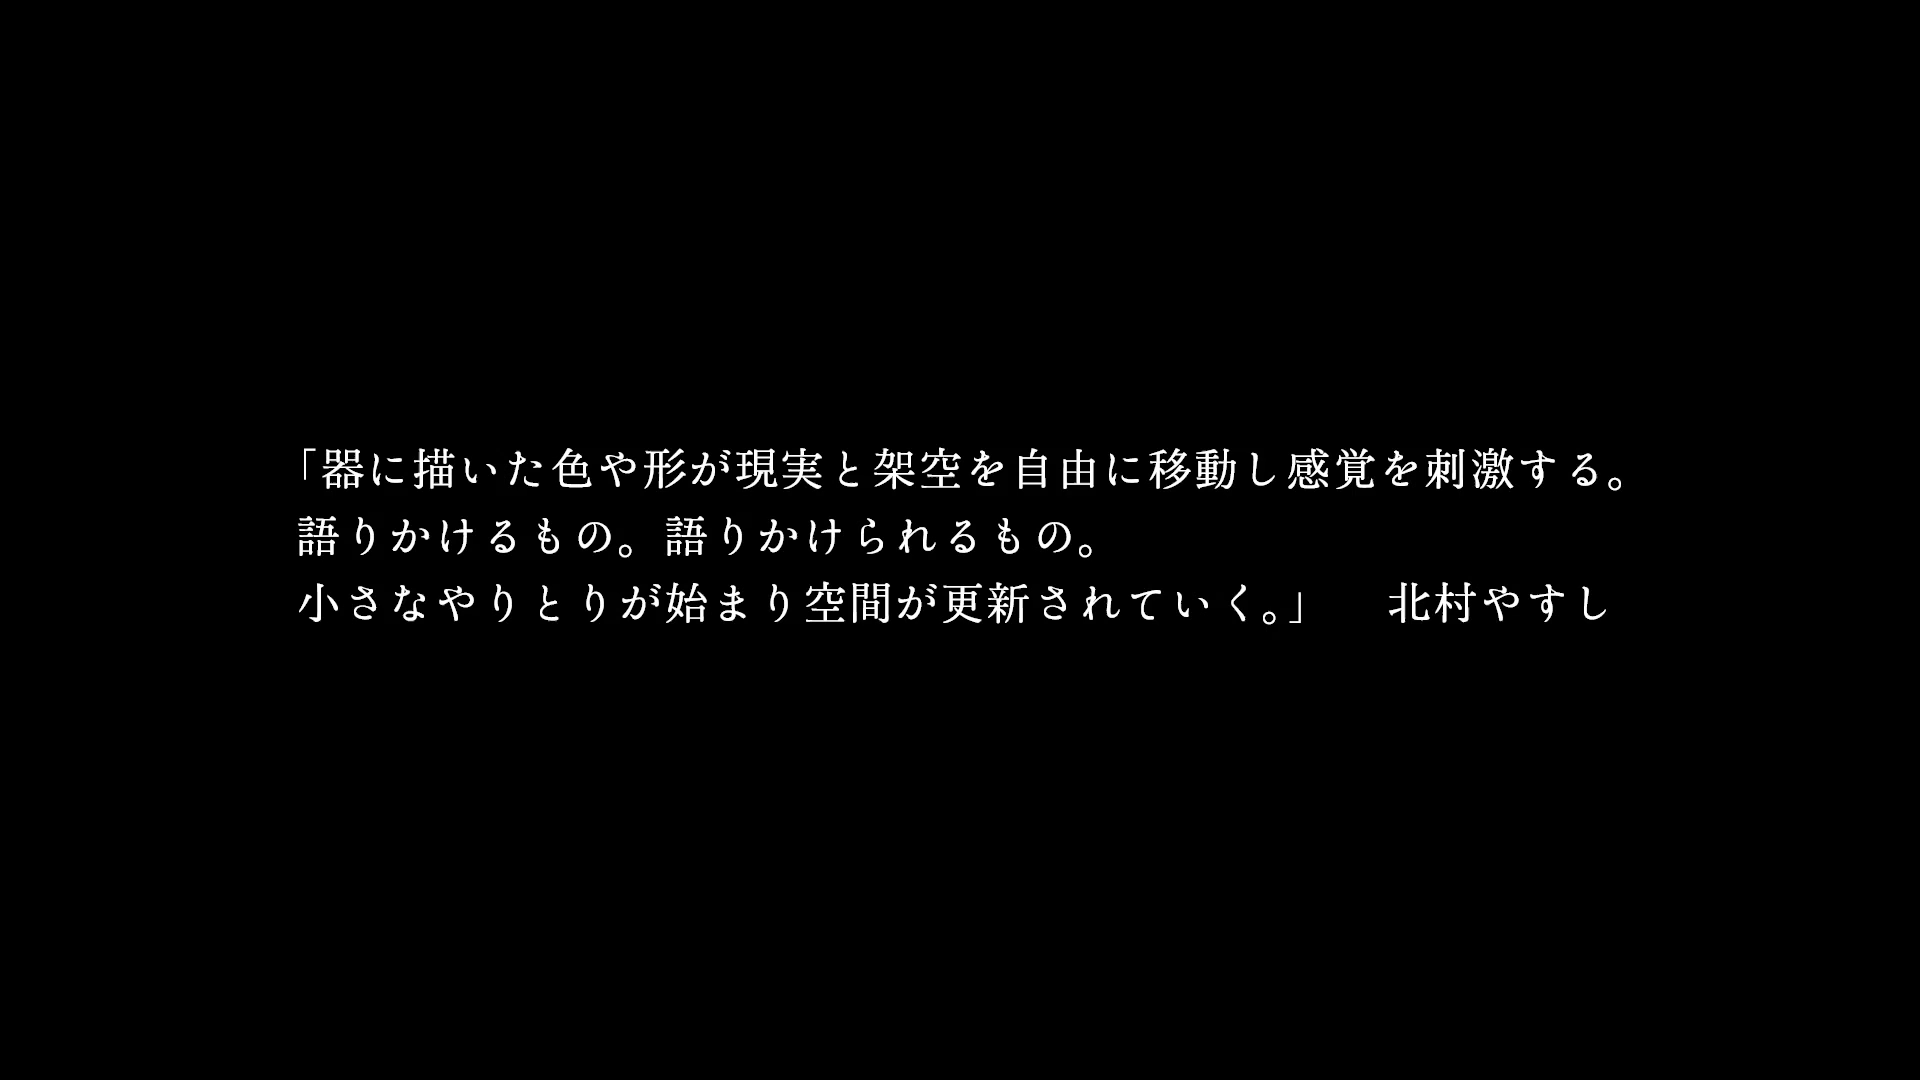 「器に描いた色や形が現実と架空を自由に移動し感覚を刺激する。
語りかけるもの。語りかけられるもの。
小さなやりとりが始まり空間が更新されていく。」　北村やすし